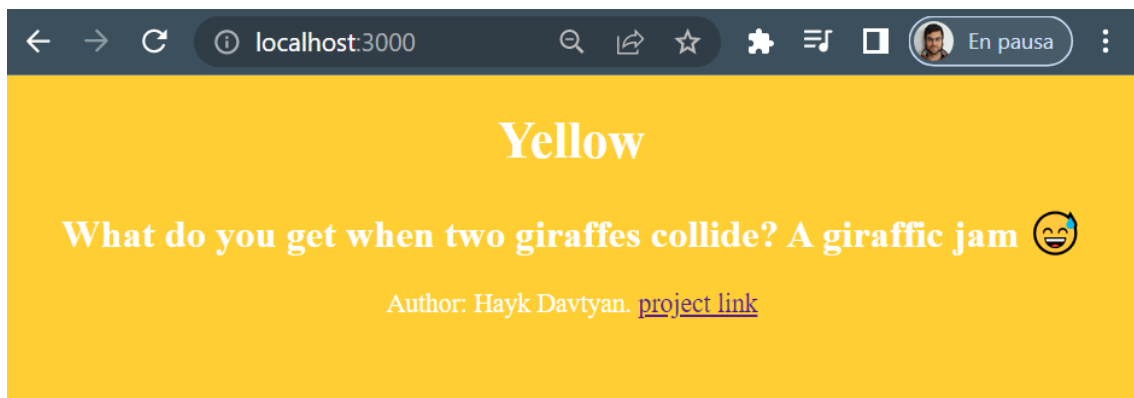 localhost:3000
En pausa
Yellow
What do you get when two giraffes collide? A giraffic jam 😅
Author: Hayk Davtyan. project link